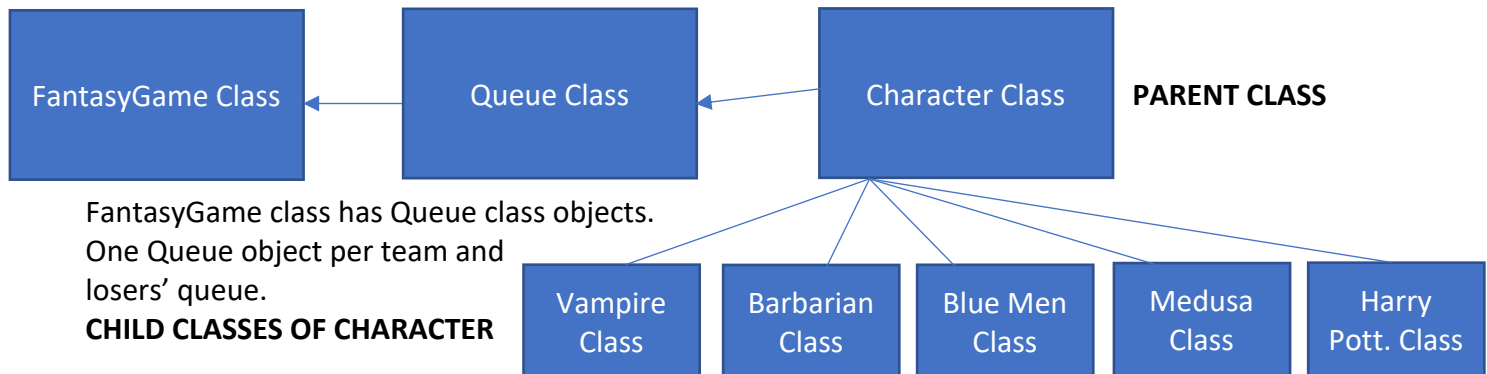 FantasyGame Class
Queue Class
Character Class
PARENT CLASS
FantasyGame class has Queue class objects.
One Queue object per team and
losers’ queue.
CHILD CLASSES OF CHARACTER
Vampire
Class
Barbarian
Class
Blue Men
Class
Medusa
Class
Harry
Pott. Class